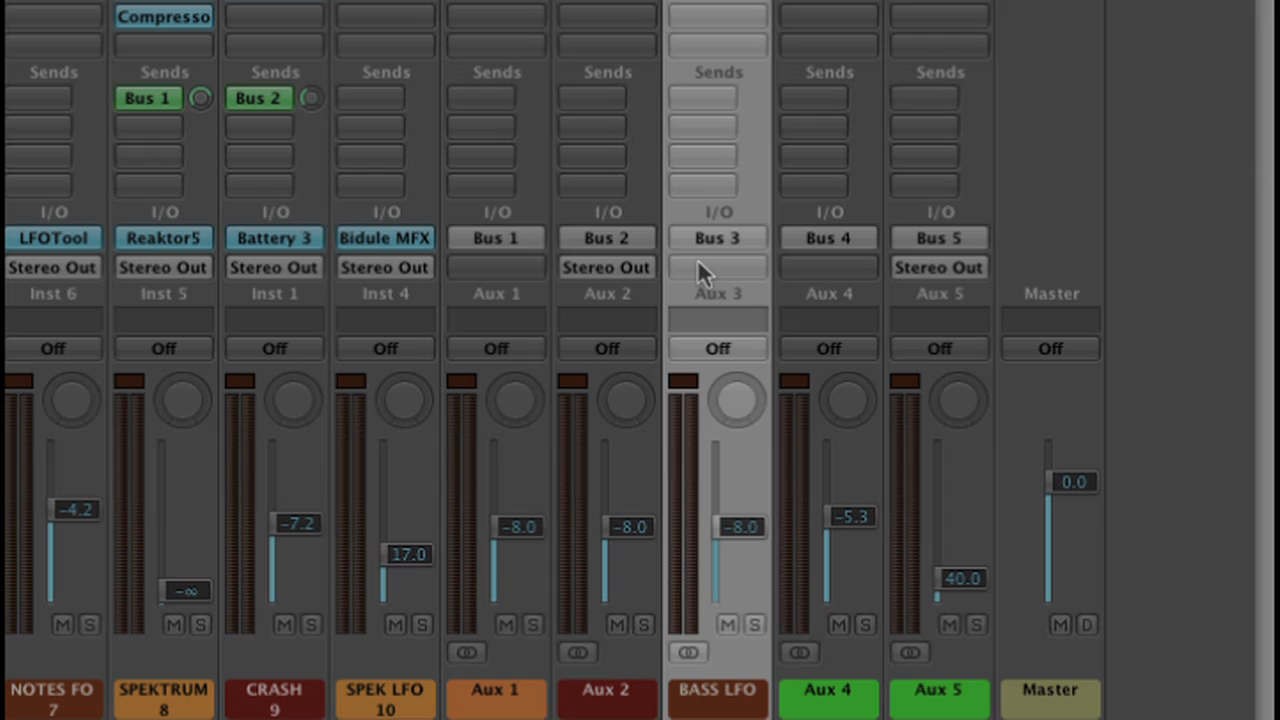 Compresso
Sends Sends Sends Sends Sends Sends Sends Sends Sends
Bus 1 Bus 2
I/O I/O I/O I/O I/O I/O I/O I/O I/O
LFOTool Reaktor5 Battery 3 Bidule MFX Bus 1 Bus 2 Bus 3 Bus 4 Bus 5
Stereo Out Stereo Out Stereo Out Stereo Out Stereo Out Stereo Out
Inst 6 Inst 5 Inst 1 Inst 4 Aux 1 Aux 2 Aux 3 Aux 4 Aux 5 Master
Off Off Off Off Off Off Off Off Off Off
0.0
-4.2 -7.2 -8.0 -8.0 -8.0 -5.3
17.0
-∞ 40.0
M S M S M S M S M S M S M S M S M S M D
NOTES FO SPEKTRUM CRASH SPEK LFO Aux 1 Aux 2 BASS LFO Aux 4 Aux 5 Master
7 8 9 10